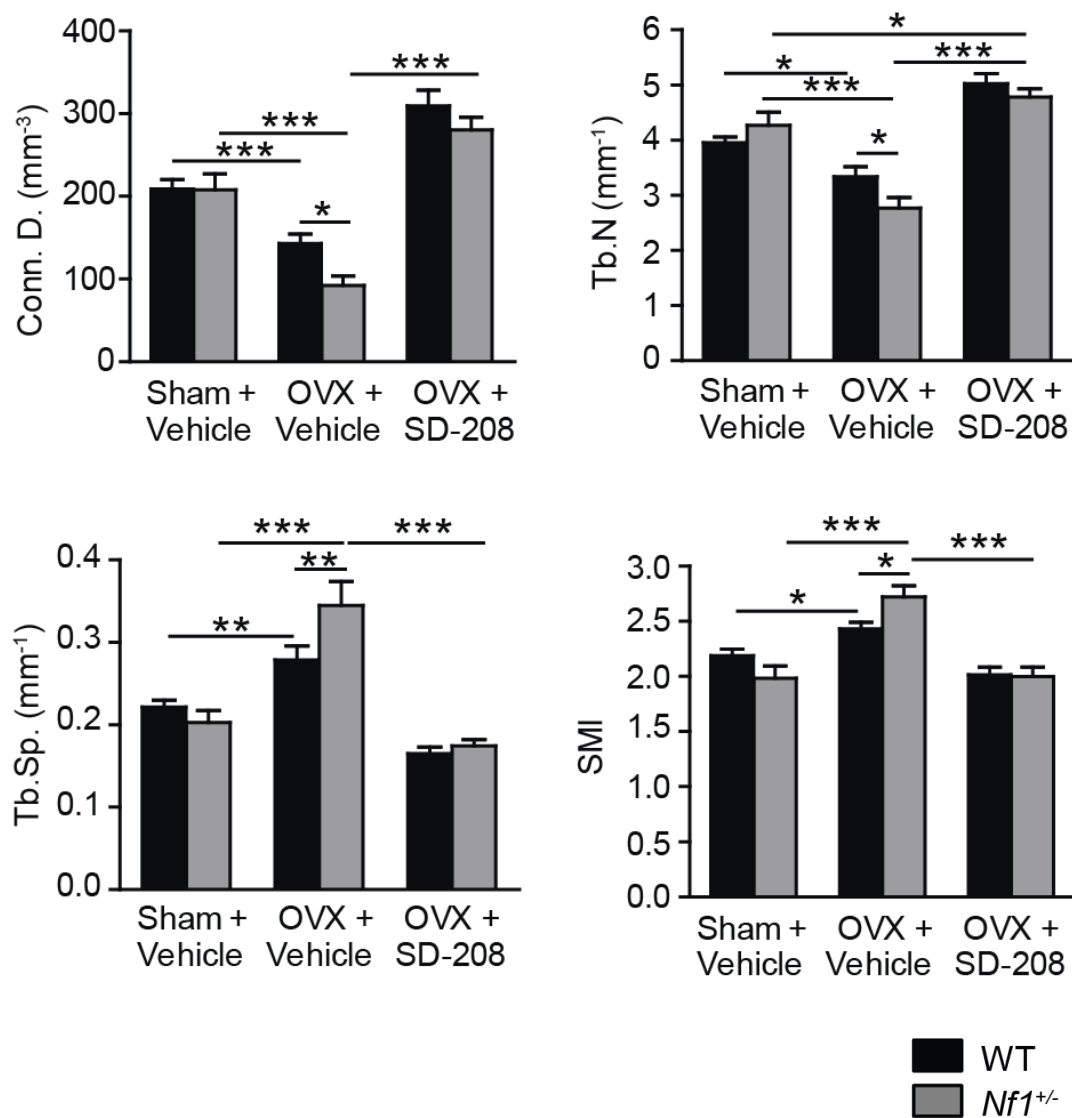 Conn. D. (mm-3)
400
300
200
100
0
***
***
***
*
Sham + Vehicle
OVX + Vehicle
OVX + SD-208
Tb.N (mm-1)
6
5
4
3
2
1
0
*
*
***
***
*
Sham + Vehicle
OVX + Vehicle
OVX + SD-208
Tb.Sp. (mm-1)
0.4
0.3
0.2
0.1
0.0
***
***
**
**
Sham + Vehicle
OVX + Vehicle
OVX + SD-208
SMI
3.0
2.5
2.0
1.5
1.0
0.5
0.0
***
***
*
*
Sham + Vehicle
OVX + Vehicle
OVX + SD-208
WT
Nf1+/-